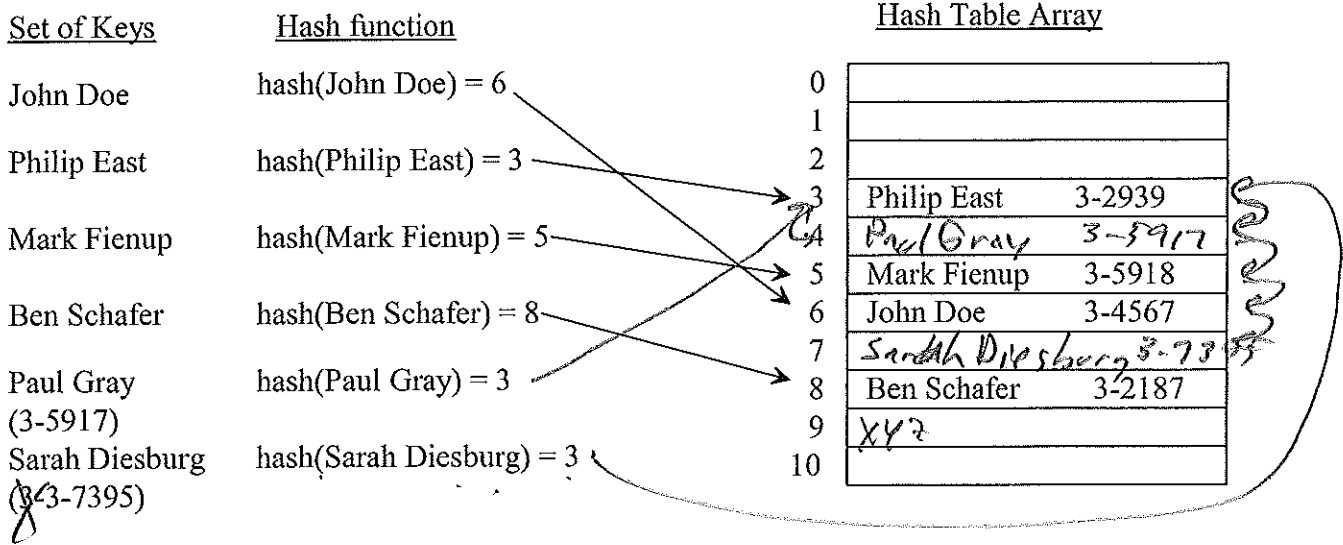 Set of Keys
Hash function
Hash Table Array
John Doe
hash(John Doe) = 6
Philip East
hash(Philip East) = 3
Mark Fienup
hash(Mark Fienup) = 5
Ben Schafer
hash(Ben Schafer) = 8
Paul Gray
(3-5917)
hash(Paul Gray) = 3
Sarah Diesburg
hash(Sarah Diesburg) = 3
3-7395)
0
1
2
3 Philip East 3-2939
4 Paul Gray 3-5917
5 Mark Fienup 3-5918
6 John Doe 3-4567
7 Sarah Diesburg
8 Ben Schafer 3-2187
9 XYZ
10